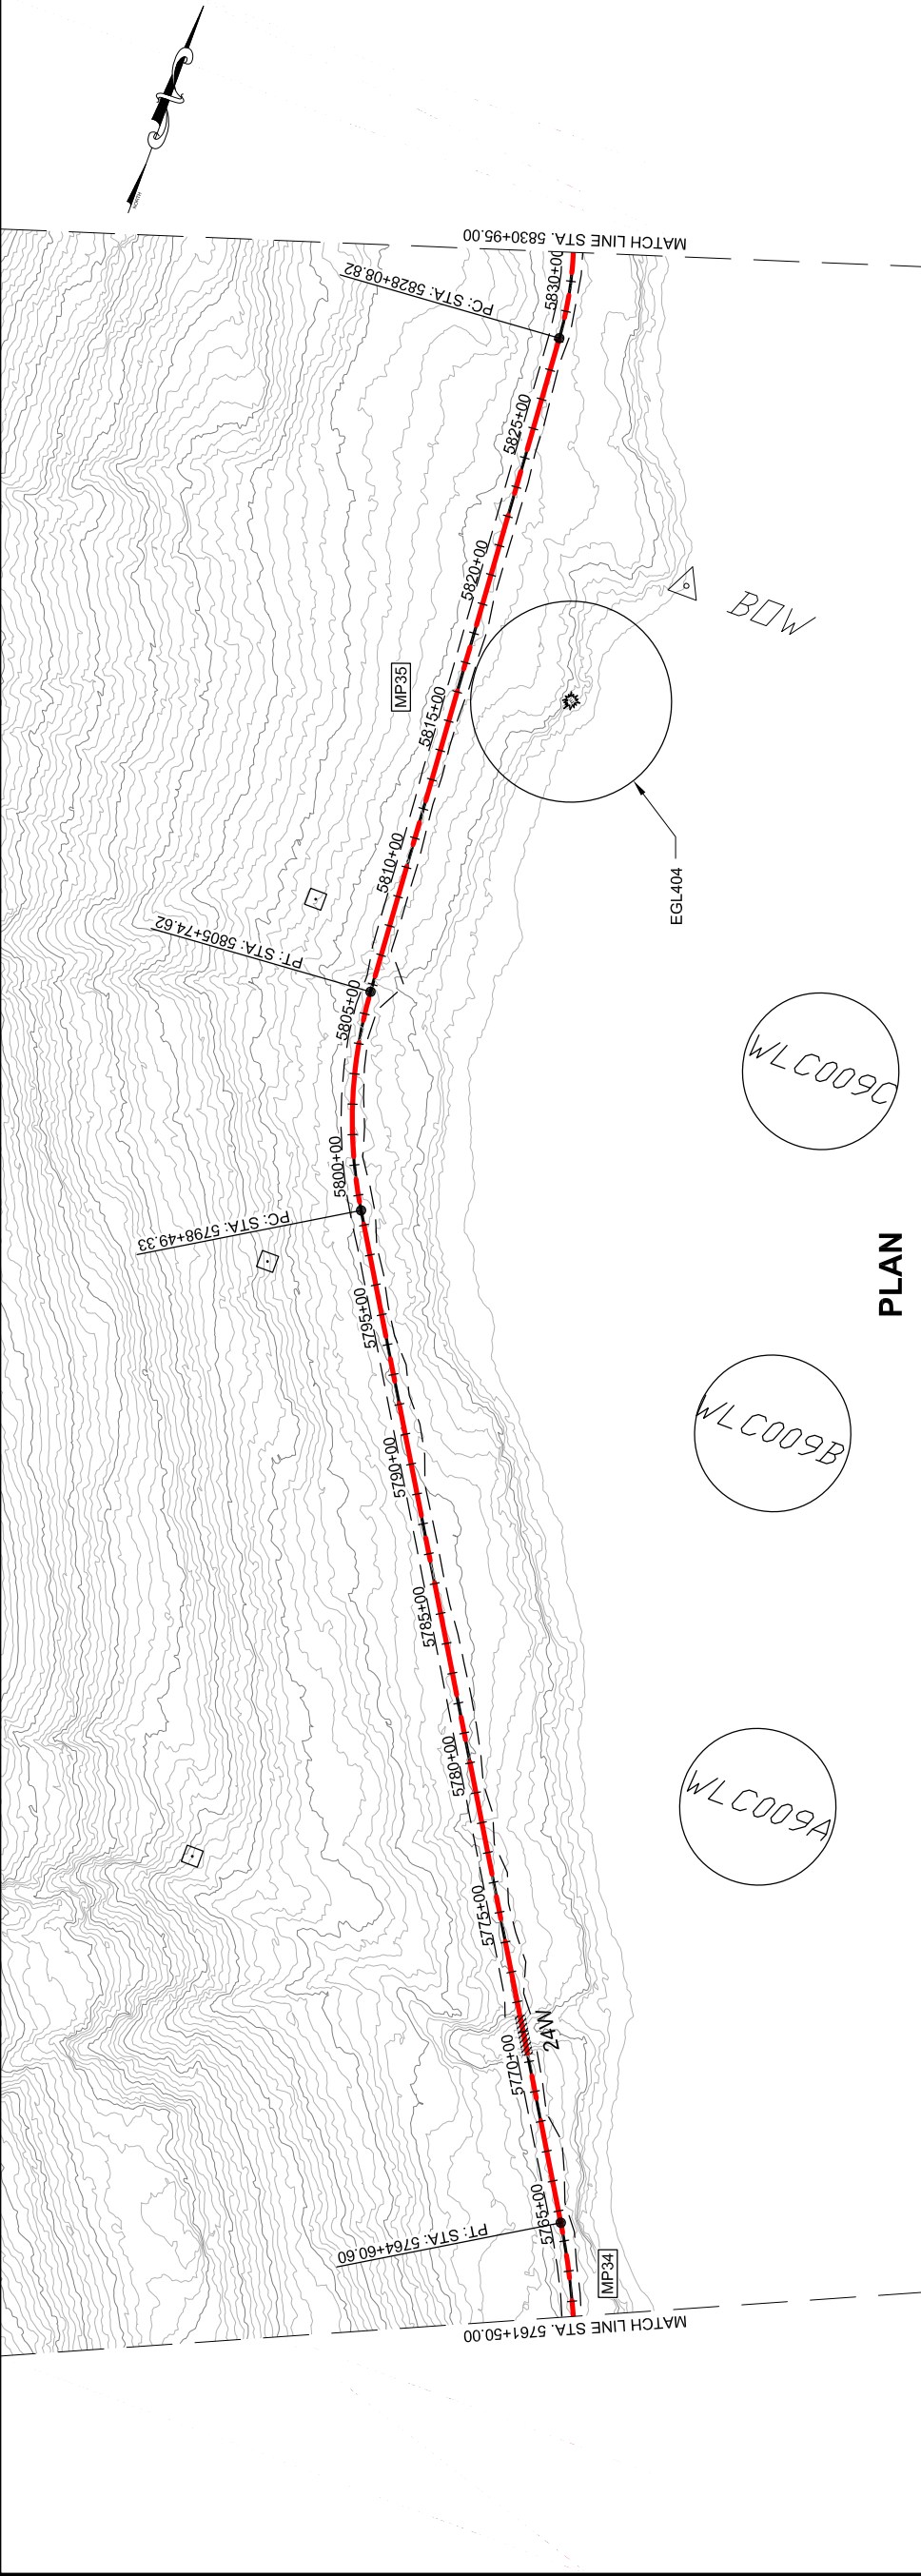 NORTH
MATCH LINE STA. 5830+95.00
5830+00
PC: STA: 5828+08.82
5825+00
5820+00
BOW
MP35
5815+00
5810+00
EGL404
PT: STA: 5805+74.62
5805+00
WLC009C
5800+00
PC: STA: 5798+49.33
PLAN
5795+00
WLC009B
5790+00
5785+00
5780+00
WLC009A
5775+00
24W
5770+00
5765+00
PT: STA: 5764+60.60
MP34
MATCH LINE STA. 5761+50.00